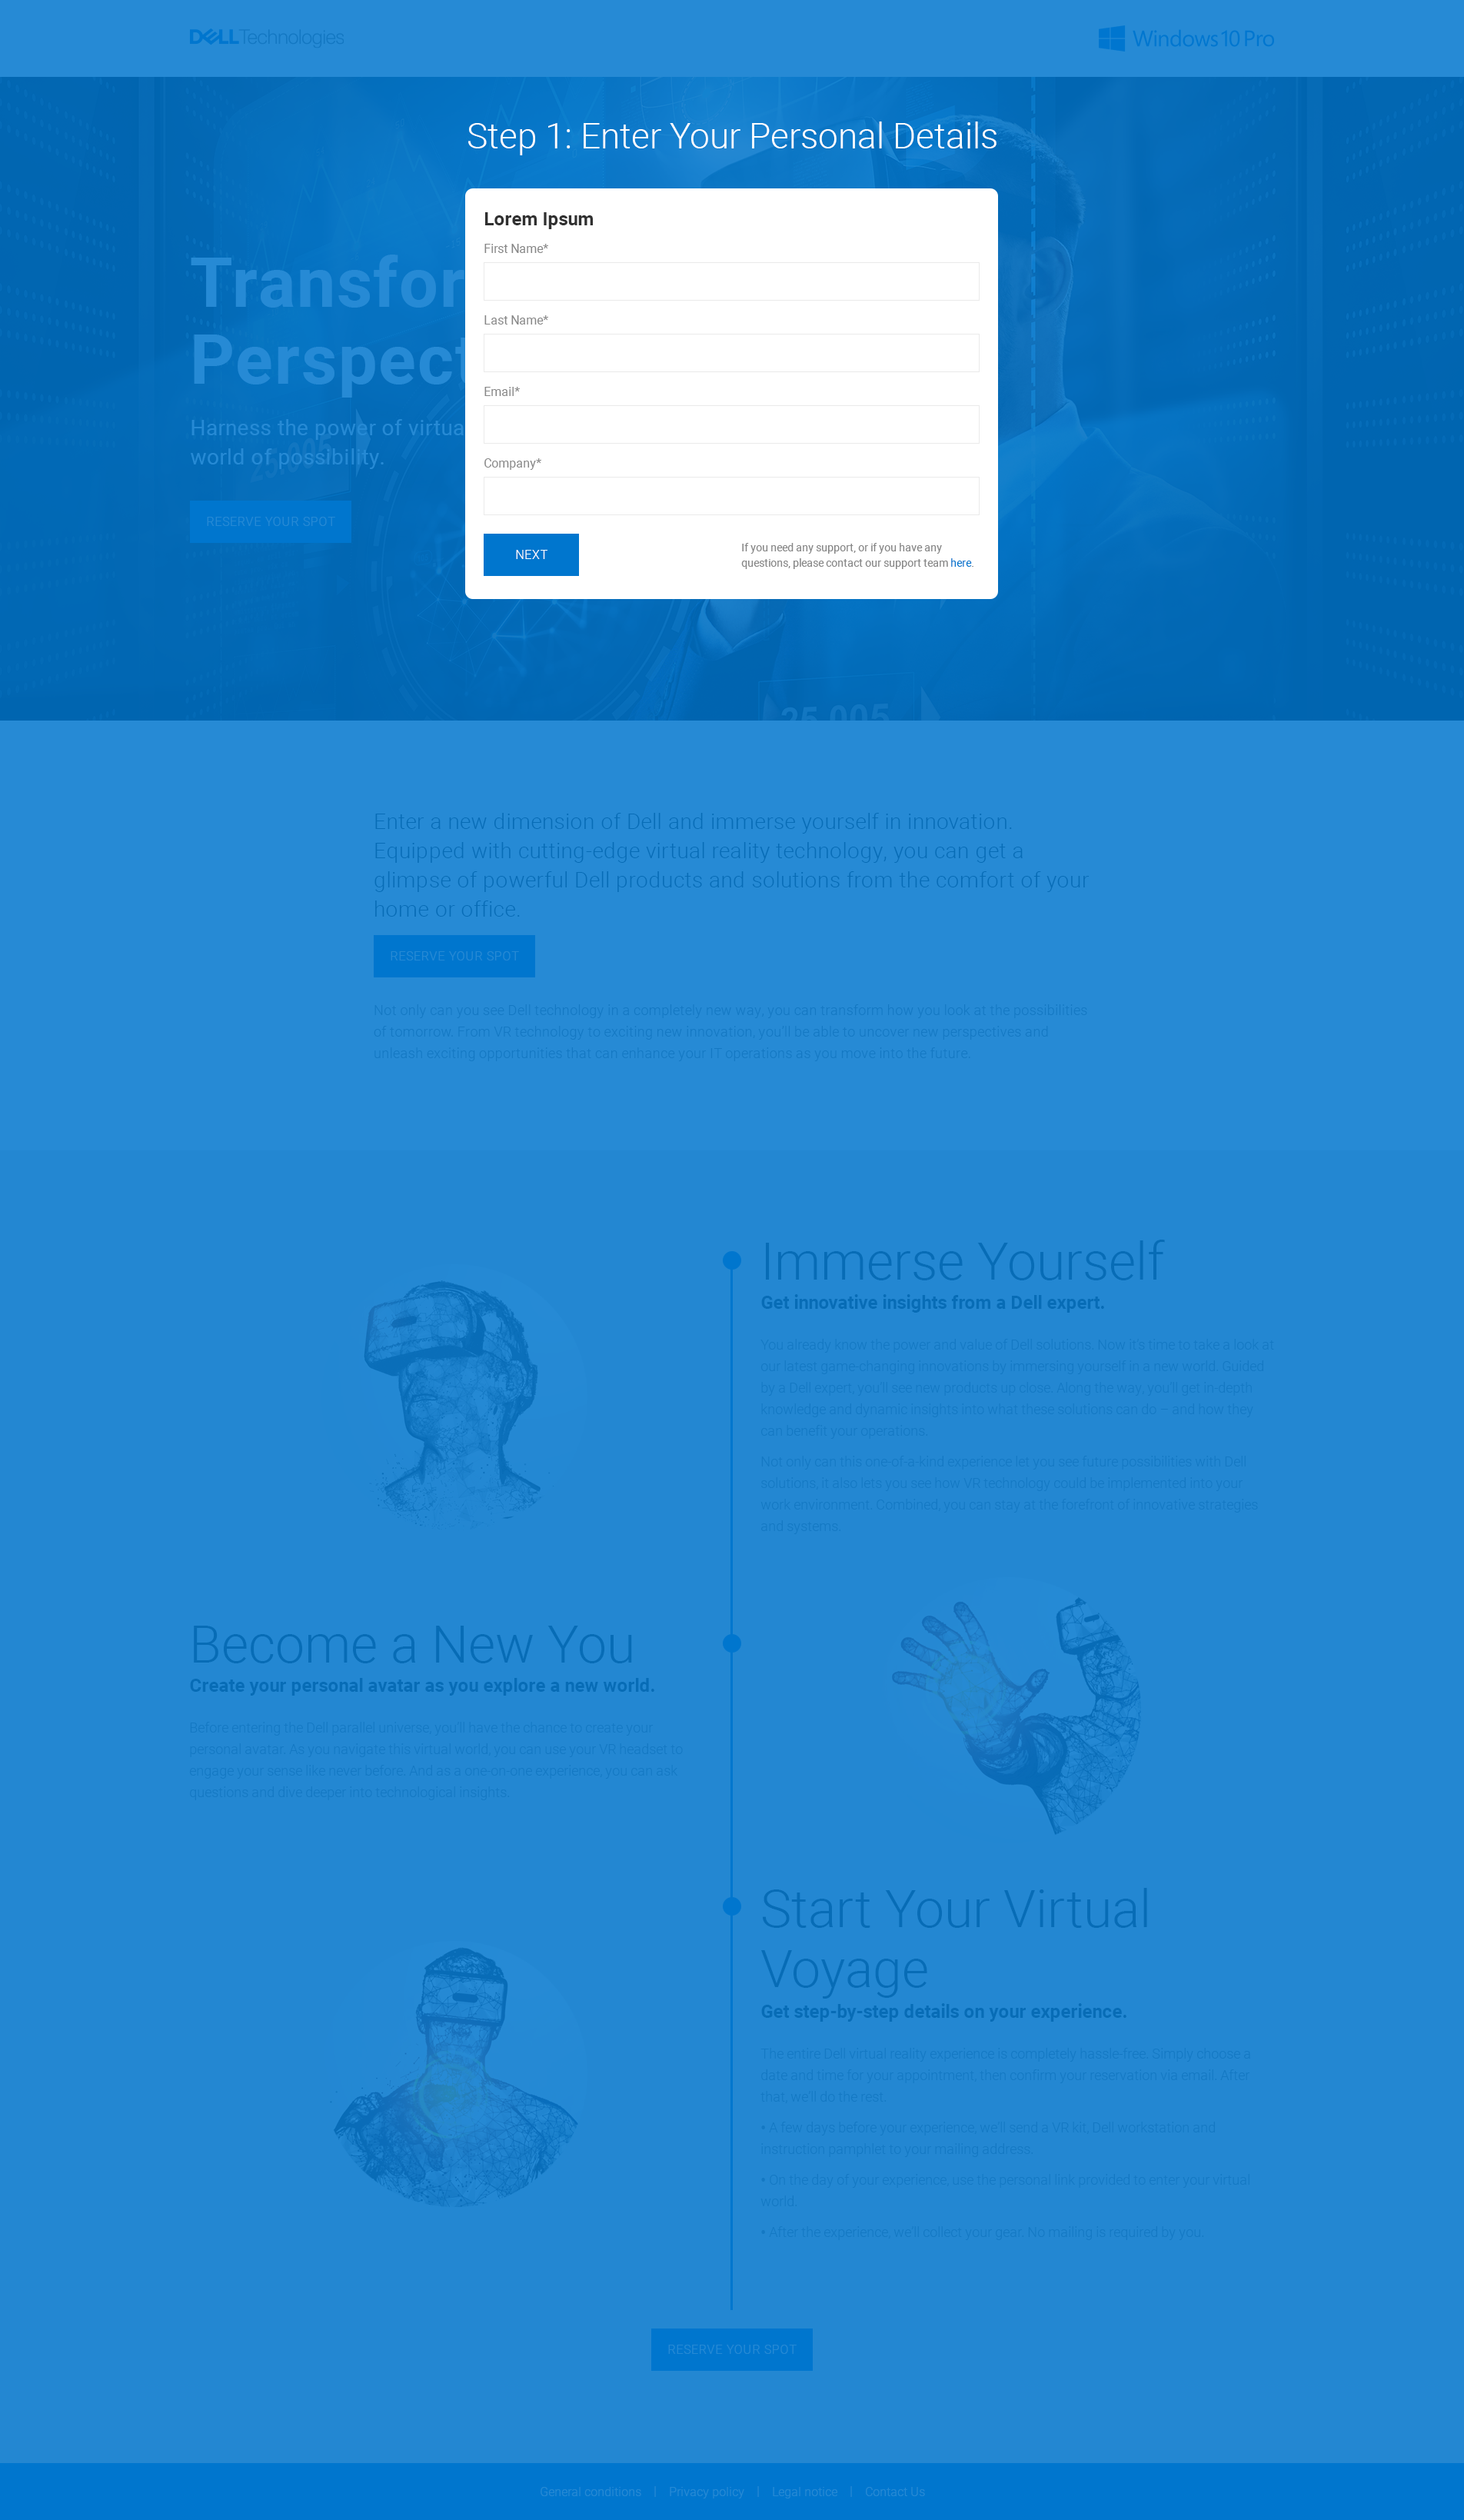 DELL Technologies
Windows 10 Pro
Step 1: Enter Your Personal Details
Transfor
Perspect
Harness the power of virtua
world of possibility.
RESERVE YOUR SPOT
Lorem Ipsum
First Name*
Last Name*
Email*
Company*
NEXT
If you need any support, or if you have any
questions, please contact our support team here.
25,005
25,005
Enter a new dimension of Dell and immerse yourself in innovation.
Equipped with cutting-edge virtual reality technology, you can get a
glimpse of powerful Dell products and solutions from the comfort of your
home or office.
RESERVE YOUR SPOT
Not only can you see Dell technology in a completely new way, you can transform how you look at the possibilities
of tomorrow. From VR technology to exciting new innovation, you'll be able to uncover new perspectives and
unleash exciting opportunities that can enhance your IT operations as you move into the future.
Immerse Yourself
Get innovative insights from a Dell expert.
You already know the power and value of Dell solutions. Now it's time to take a look at
our latest game-changing innovations by immersing yourself in a new world. Guided
by a Dell expert, you'll see new products up close. Along the way, you'll get in-depth
knowledge and dynamic insights into what these solutions can do – and how they
can benefit your operations.
Not only can this one-of-a-kind experience let you see future possibilities with Dell
solutions, it also lets you see how VR technology could be implemented into your
work environment. Combined, you can stay at the forefront of innovative strategies
and systems.
Become a New You
Create your personal avatar as you explore a new world.
Before entering the Dell parallel universe, you'll have the chance to create your
personal avatar. As you navigate this virtual world, you can use your VR headset to
engage your sense like never before. And as a one-on-one experience, you can ask
questions and dive deeper into technological insights.
Start Your Virtual
Voyage
Get step-by-step details on your experience.
The entire Dell virtual reality experience is completely hassle-free. Simply choose a
date and time for your appointment, then confirm your reservation via email. After
that, we'll do the rest.
• A few days before your experience, we'll send a VR kit, Dell workstation and
instruction pamphlet to your mailing address.
• On the day of your experience, use the personal link provided to enter your virtual
world.
• After the experience, we'll collect your gear. No mailing is required by you.
RESERVE YOUR SPOT
General conditions | Privacy policy | Legal notice | Contact Us